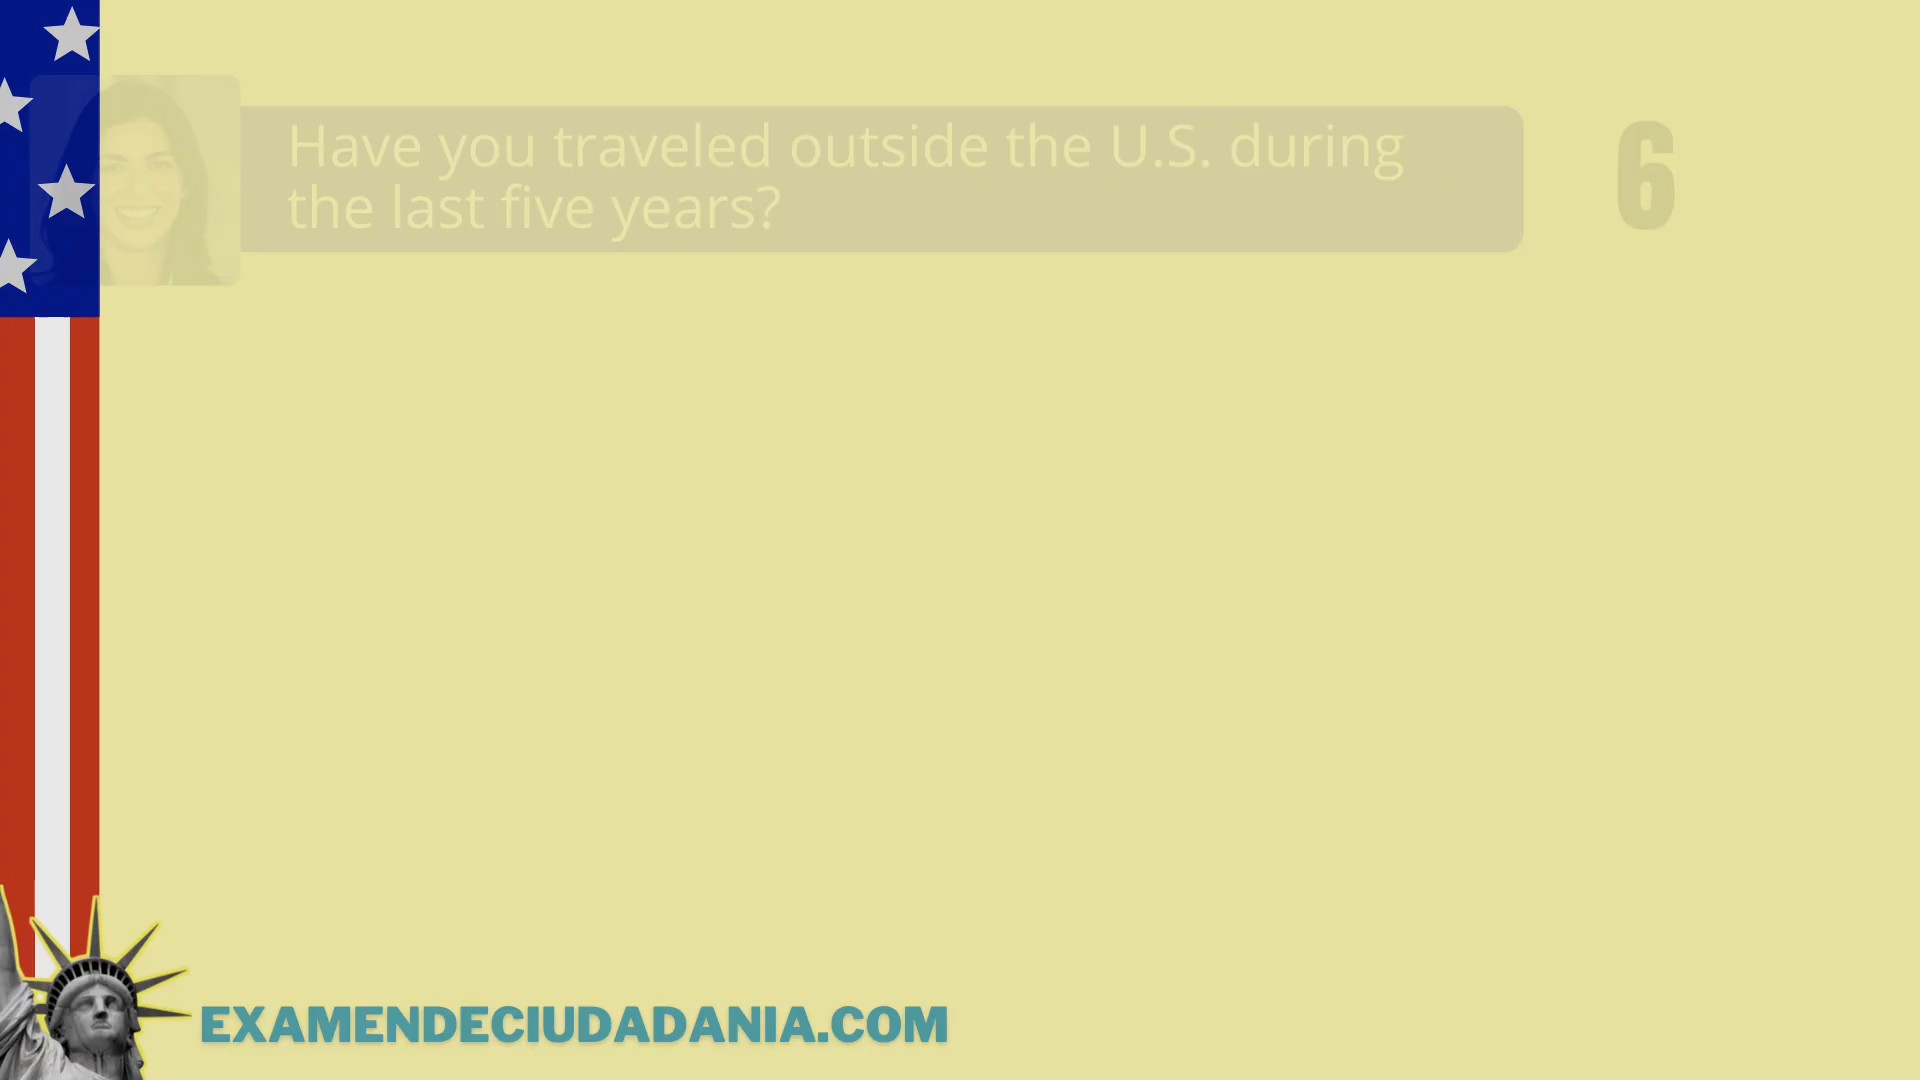 Have you traveled outside the U.S. during
the last five years?
6
EXAMENDECIUDADANIA.COM